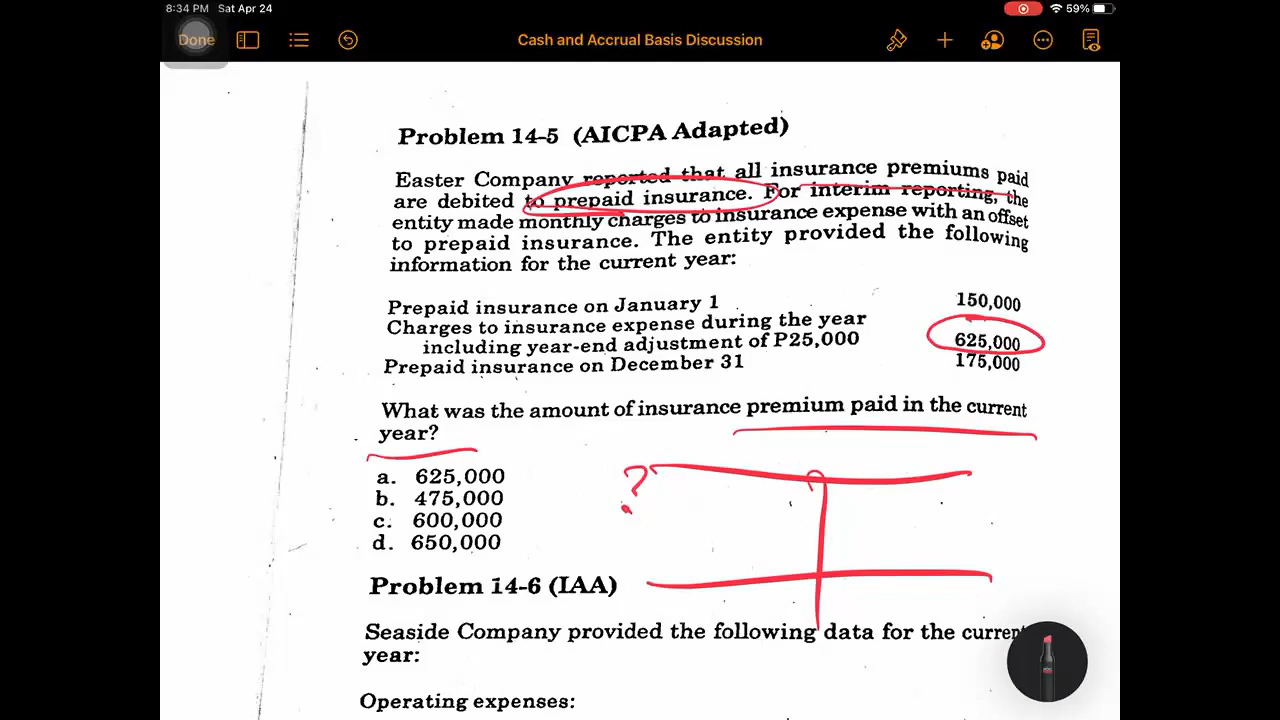 8:34 PM Sat Apr 24
59%
Done
Cash and Accrual Basis Discussion
Problem 14-5 (AICPA Adapted)
Easter Company reported that all insurance premiums paid
are debited to prepaid insurance. For interim reporting, the
entity made monthly charges to insurance expense with an offset
to prepaid insurance. The entity provided the following
information for the current year:
Prepaid insurance on January 1 150,000
Charges to insurance expense during the year
including year-end adjustment of P25,000 625,000
Prepaid insurance on December 31 175,000
What was the amount of insurance premium paid in the current
year?
a. 625,000
b. 475,000
c. 600,000
d. 650,000
?
Problem 14-6 (IAA)
Seaside Company provided the following data for the current
year:
Operating expenses: